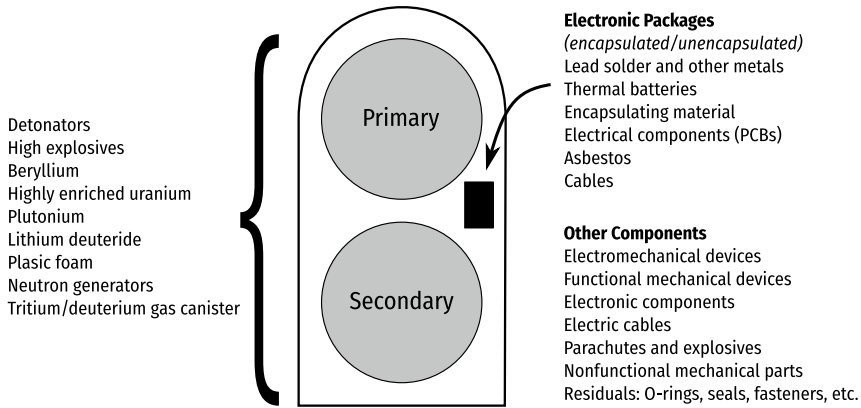 Detonators
High explosives
Beryllium
Highly enriched uranium
Plutonium
Lithium deuteride
Plasic foam
Neutron generators
Tritium/deuterium gas canister
Primary
Secondary
Electronic Packages
(encapsulated/unencapsulated)
Lead solder and other metals
Thermal batteries
Encapsulating material
Electrical components (PCBs)
Asbestos
Cables
Other Components
Electromechanical devices
Functional mechanical devices
Electronic components
Electric cables
Parachutes and explosives
Nonfunctional mechanical parts
Residuals: O-rings, seals, fasteners, etc.